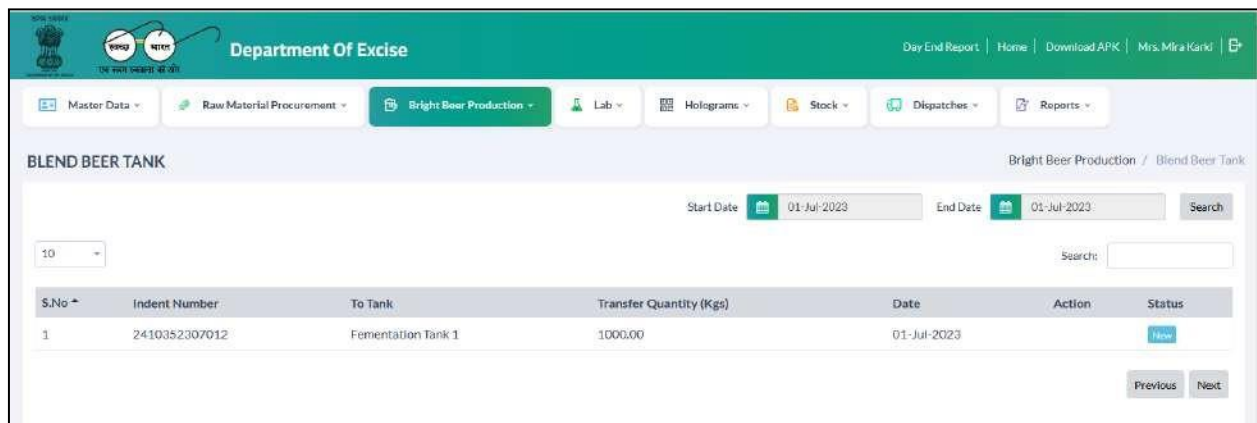 स्वच्छ भारत
Department Of Excise
Day End Report | Home | Download APK | Mrs. Mira Karki
Master Data
Raw Material Procurement
Bright Beer Production
Lab
Holograms
Stock
Dispatches
Reports
BLEND BEER TANK
Bright Beer Production / Blend Beer Tank
Start Date 01-Jul-2023 End Date 01-Jul-2023 Search
10 Search:
S.No Indent Number To Tank Transfer Quantity (Kgs) Date Action Status
1 2410352307012 Fementation Tank 1 1000.00 01-Jul-2023 New
Previous Next